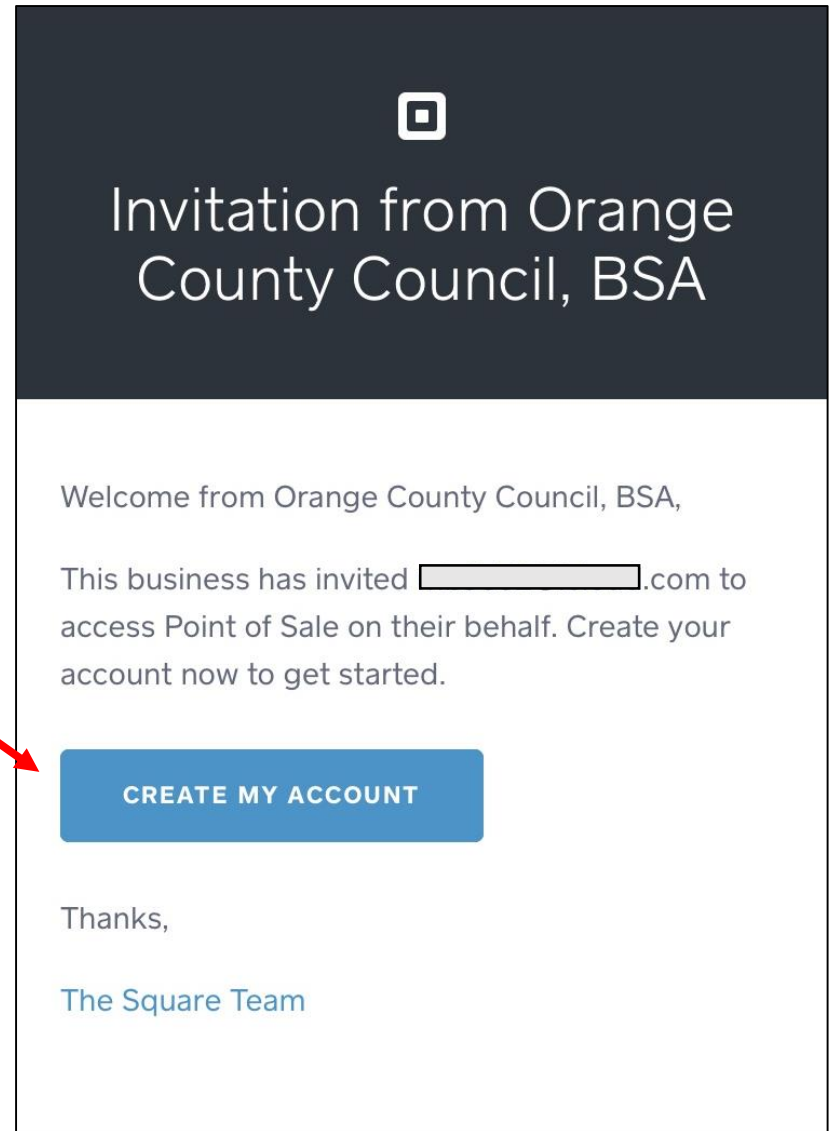 Invitation from Orange
County Council, BSA
Welcome from Orange County Council, BSA,
This business has invited .com to
access Point of Sale on their behalf. Create your
account now to get started.
CREATE MY ACCOUNT
Thanks,
The Square Team